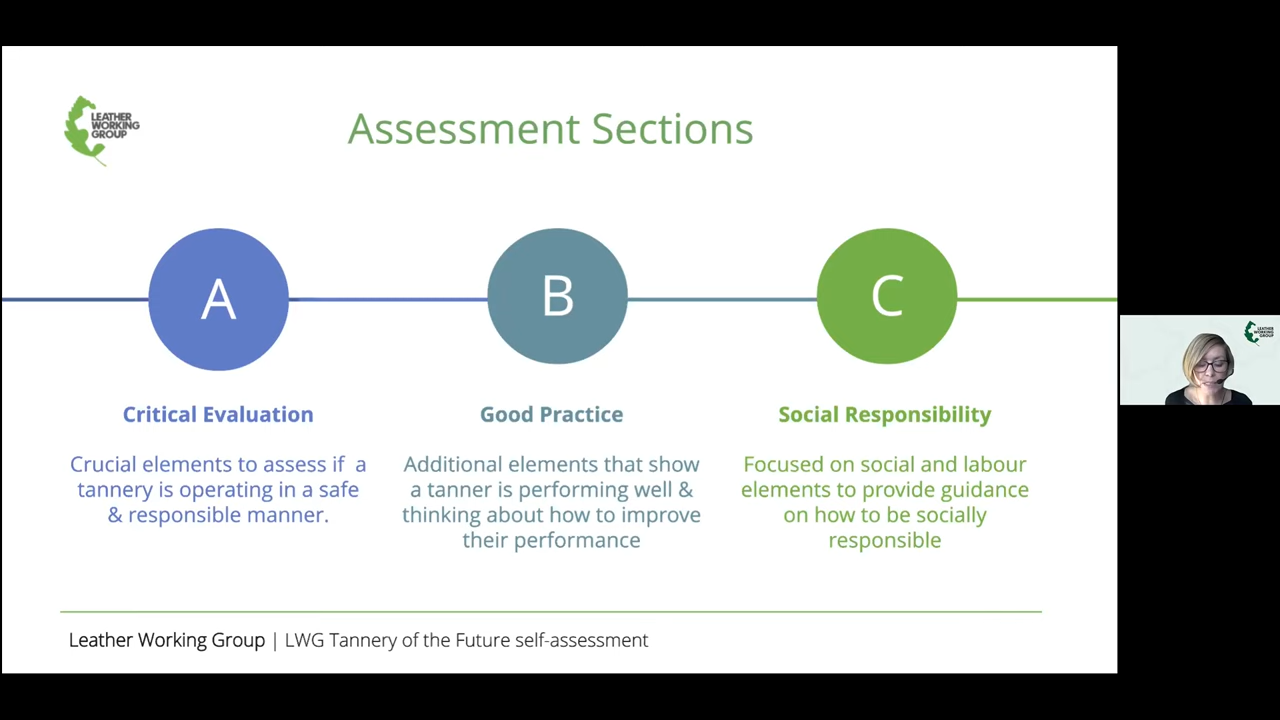 LEATHER
WORKING
GROUP
Assessment Sections
A
B
C
Critical Evaluation
Crucial elements to assess if a
tannery is operating in a safe
& responsible manner.
Good Practice
Additional elements that show
a tanner is performing well &
thinking about how to improve
their performance
Social Responsibility
Focused on social and labour
elements to provide guidance
on how to be socially
responsible
Leather Working Group | LWG Tannery of the Future self-assessment
LEATHER
WORKING
GROUP